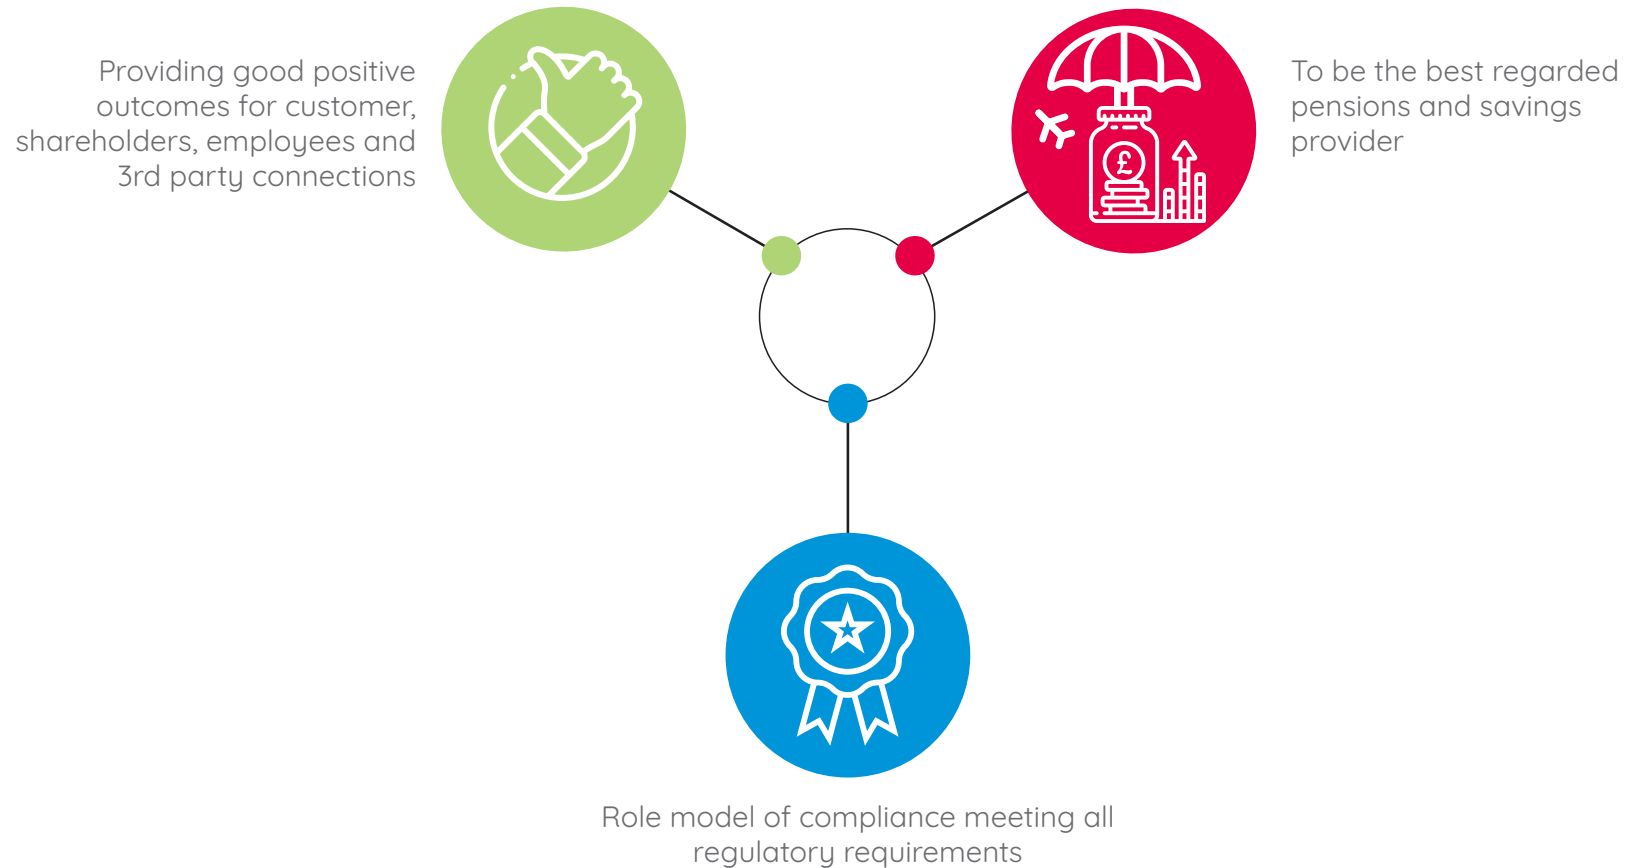 Providing good positive
outcomes for customer,
shareholders, employees and
3rd party connections
To be the best regarded
pensions and savings
provider
£
Role model of compliance meeting all
regulatory requirements